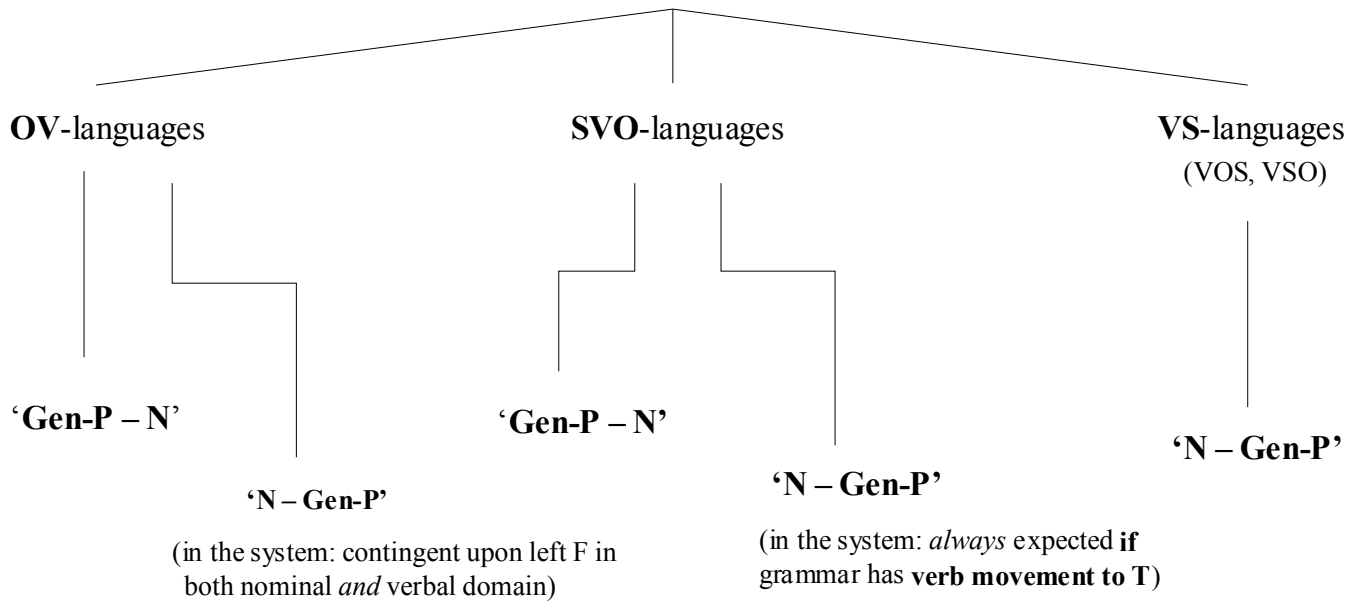 OV-languages
SVO-languages
VS-languages
(VOS, VSO)
‘Gen-P – N’
‘N – Gen-P’
(in the system: contingent upon left F in
both nominal and verbal domain)
‘Gen-P – N’
‘N – Gen-P’
(in the system: always expected if
grammar has verb movement to T)
‘N – Gen-P’